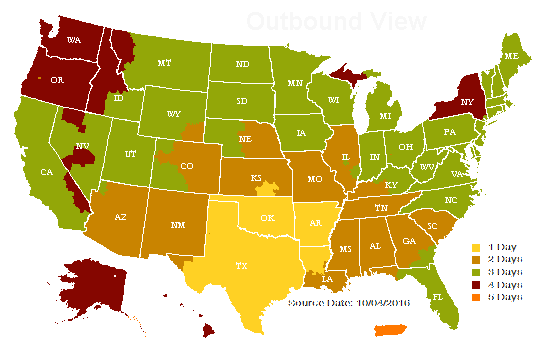 Outbound View
WA
OR
ID
MT
ND
MN
WI
MI
NY
ME
SD
WY
NV
UT
CA
CO
NE
IA
IL
IN
OH
PA
WV
VA
KY
NC
TN
SC
GA
AL
MS
MO
KS
OK
AR
AZ
NM
TX
LA
FL
1 Day
2 Days
3 Days
4 Days
5 Days
Source Date: 10/04/2016